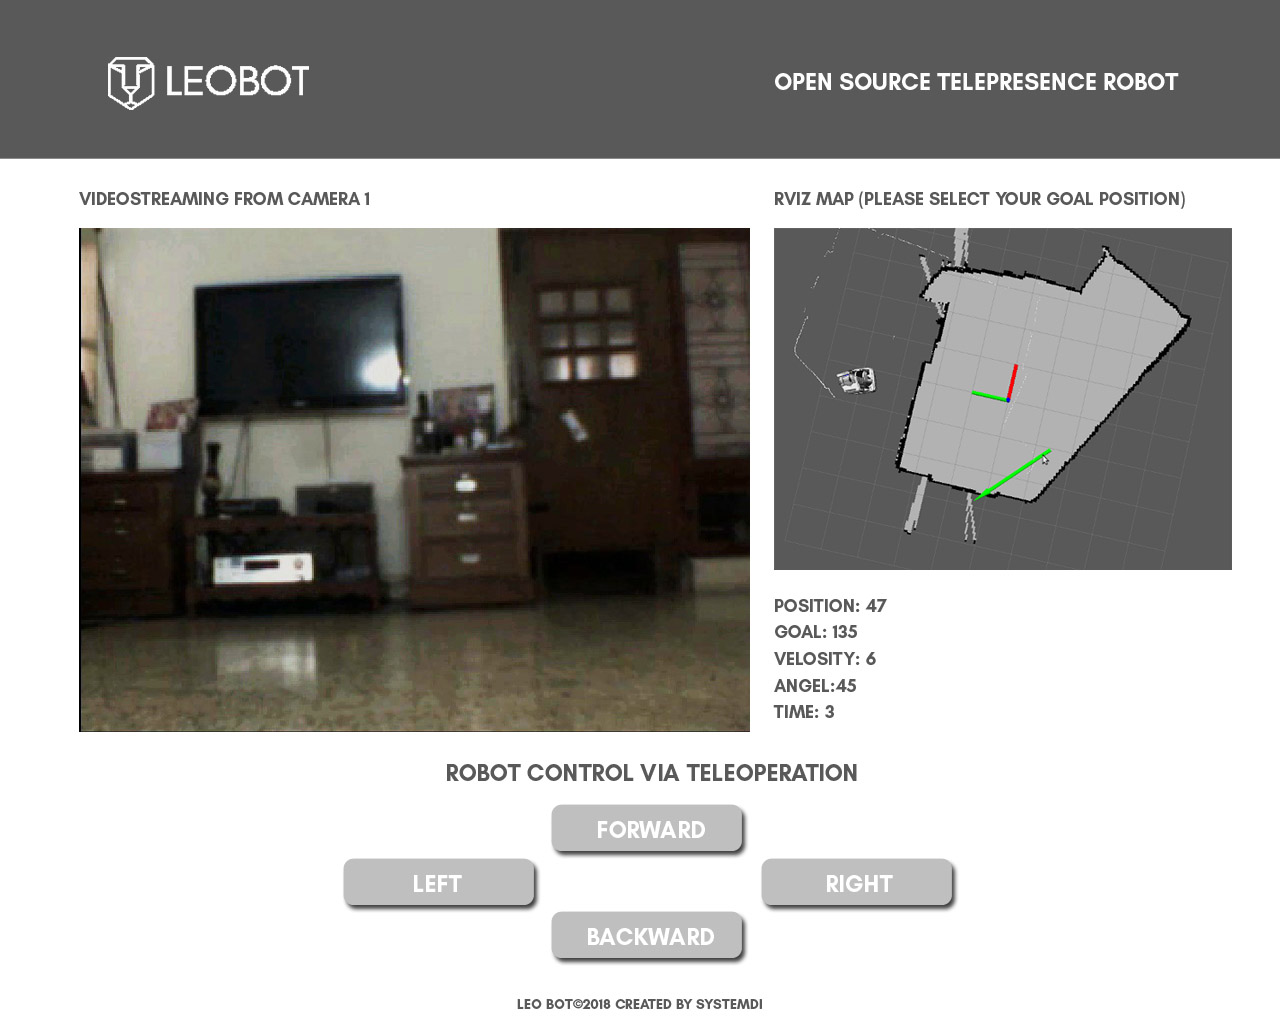 LEOBOT
OPEN SOURCE TELEPRESENCE ROBOT
VIDEOSTREAMING FROM CAMERA 1
RVIZ MAP (PLEASE SELECT YOUR GOAL POSITION)
POSITION: 47
GOAL: 135
VELOSITY: 6
ANGEL:45
TIME: 3
ROBOT CONTROL VIA TELEOPERATION
FORWARD
LEFT
RIGHT
BACKWARD
LEO BOT©2018 CREATED BY SYSTEMDI